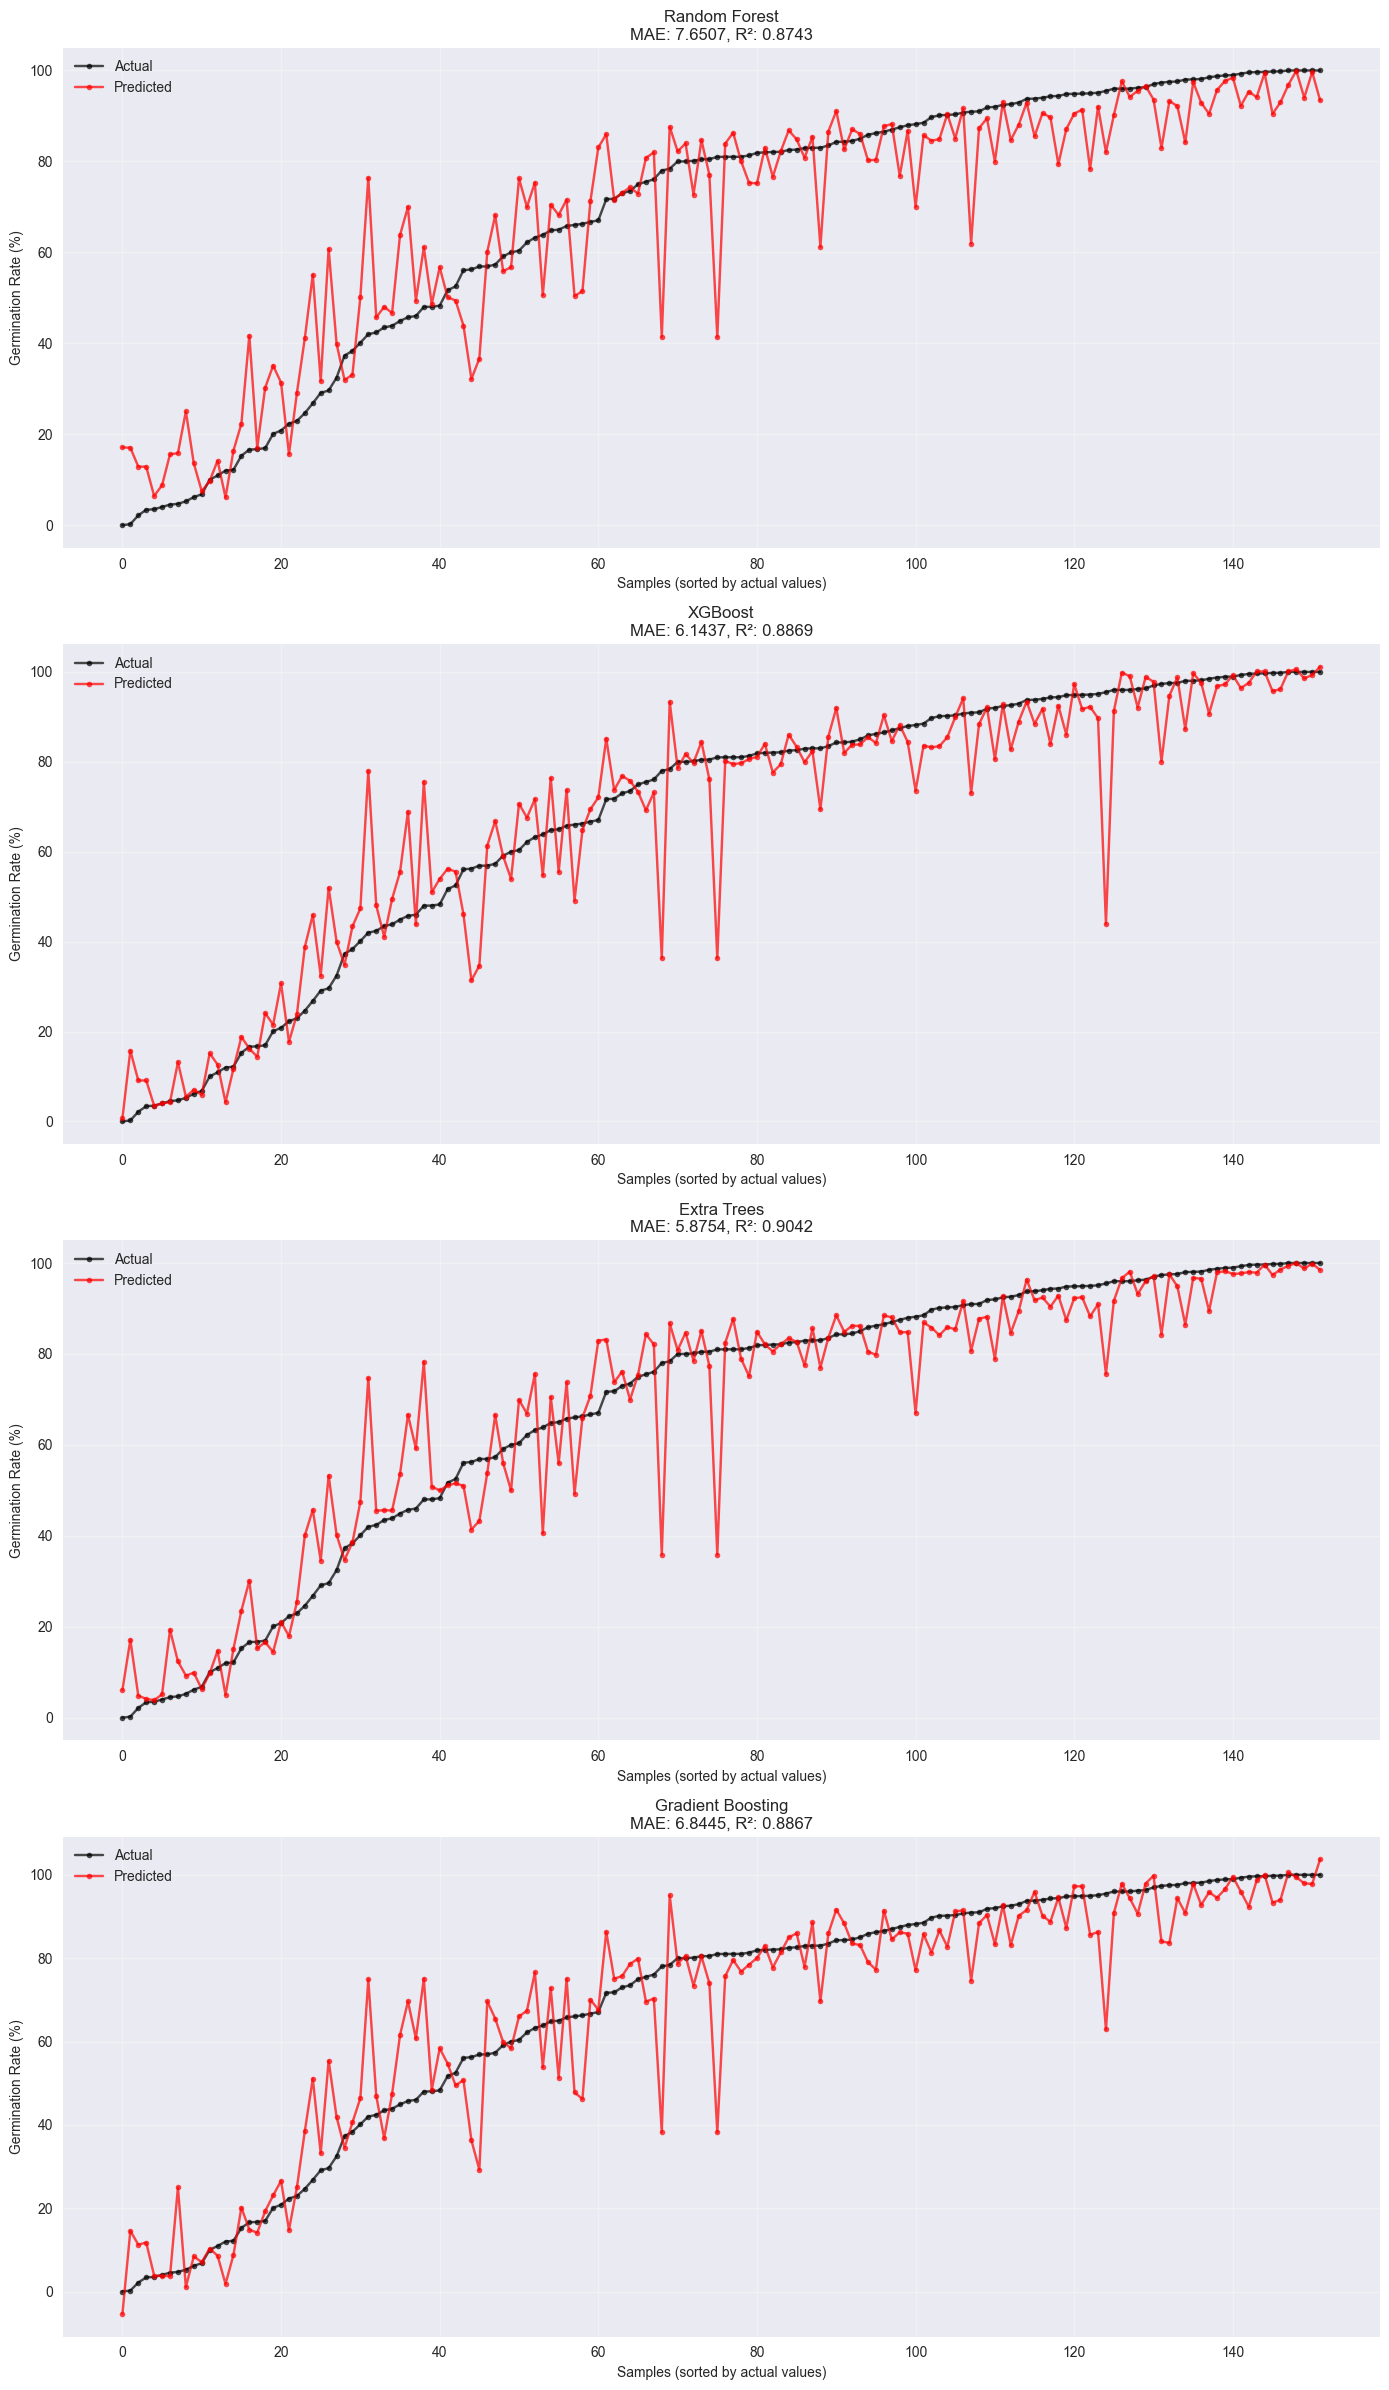 Random Forest
MAE: 7.6507, R²: 0.8743
Actual
Predicted
Germination Rate (%)
100
80
60
40
20
0
0 20 40 60 80 100 120 140
Samples (sorted by actual values)
XGBoost
MAE: 6.1437, R²: 0.8869
Actual
Predicted
Germination Rate (%)
100
80
60
40
20
0
0 20 40 60 80 100 120 140
Samples (sorted by actual values)
Extra Trees
MAE: 5.8754, R²: 0.9042
Actual
Predicted
Germination Rate (%)
100
80
60
40
20
0
0 20 40 60 80 100 120 140
Samples (sorted by actual values)
Gradient Boosting
MAE: 6.8445, R²: 0.8867
Actual
Predicted
Germination Rate (%)
100
80
60
40
20
0
0 20 40 60 80 100 120 140
Samples (sorted by actual values)